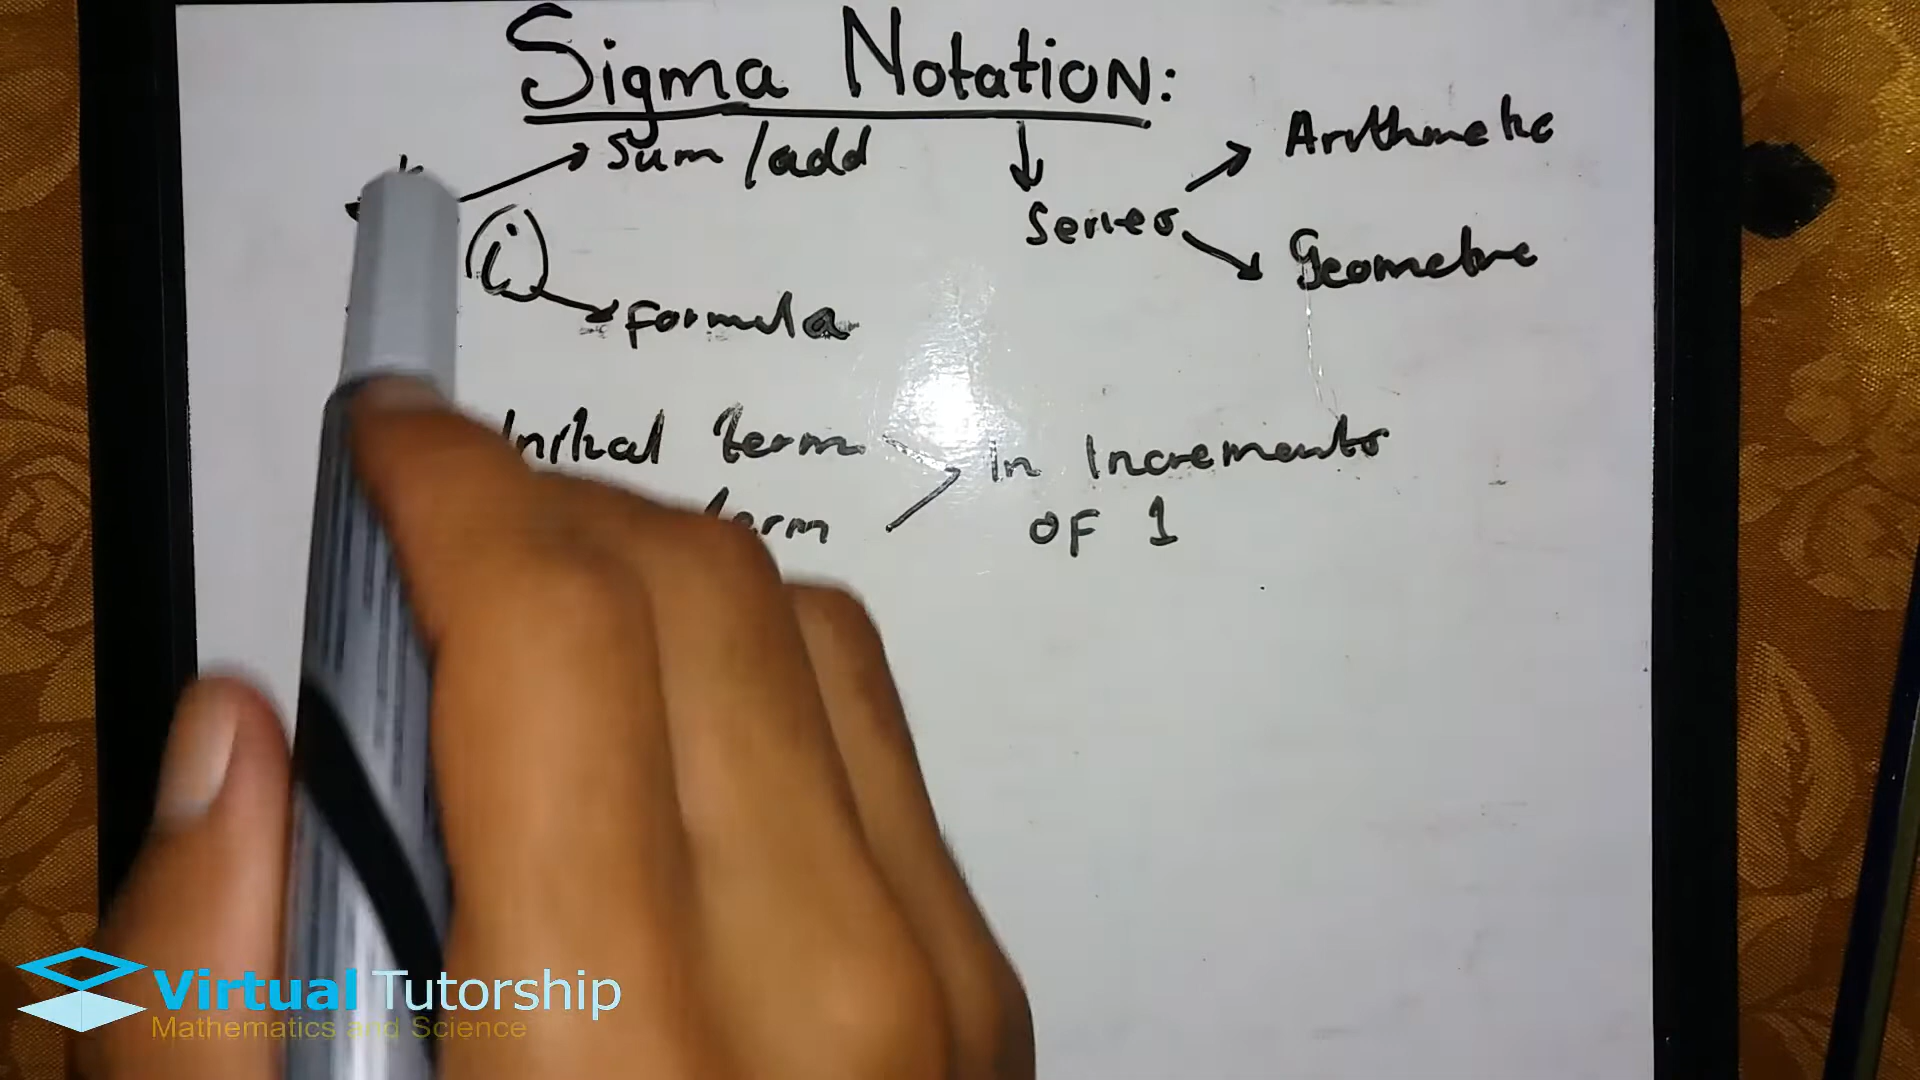 Sigma Notation:
Sum / add
Arithmetic
Series
i
Geometric
Formula
Initial term
In Increments
term
OF 1
Virtual Tutorship
Mathematics and Science